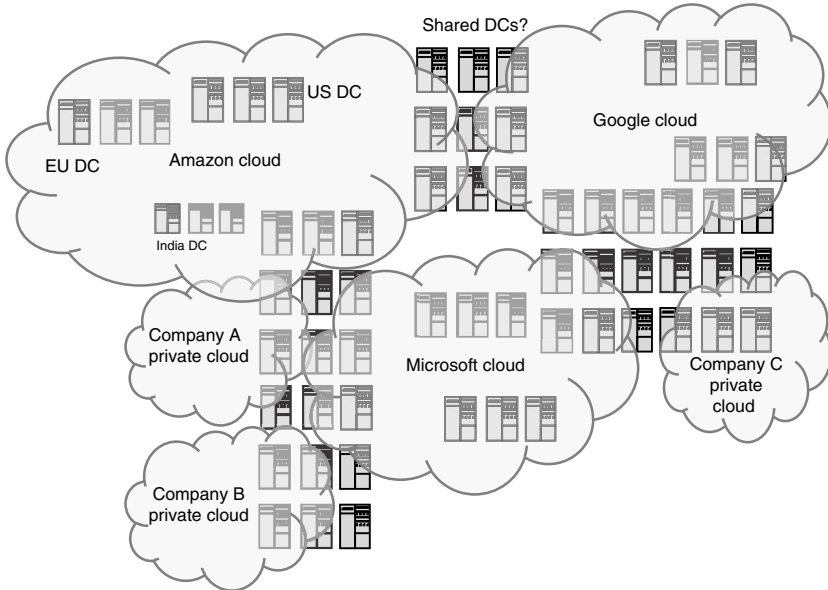 Shared DCs?
US DC
Google cloud
EU DC
Amazon cloud
India DC
Company A
private cloud
Microsoft cloud
Company C
private
cloud
Company B
private cloud